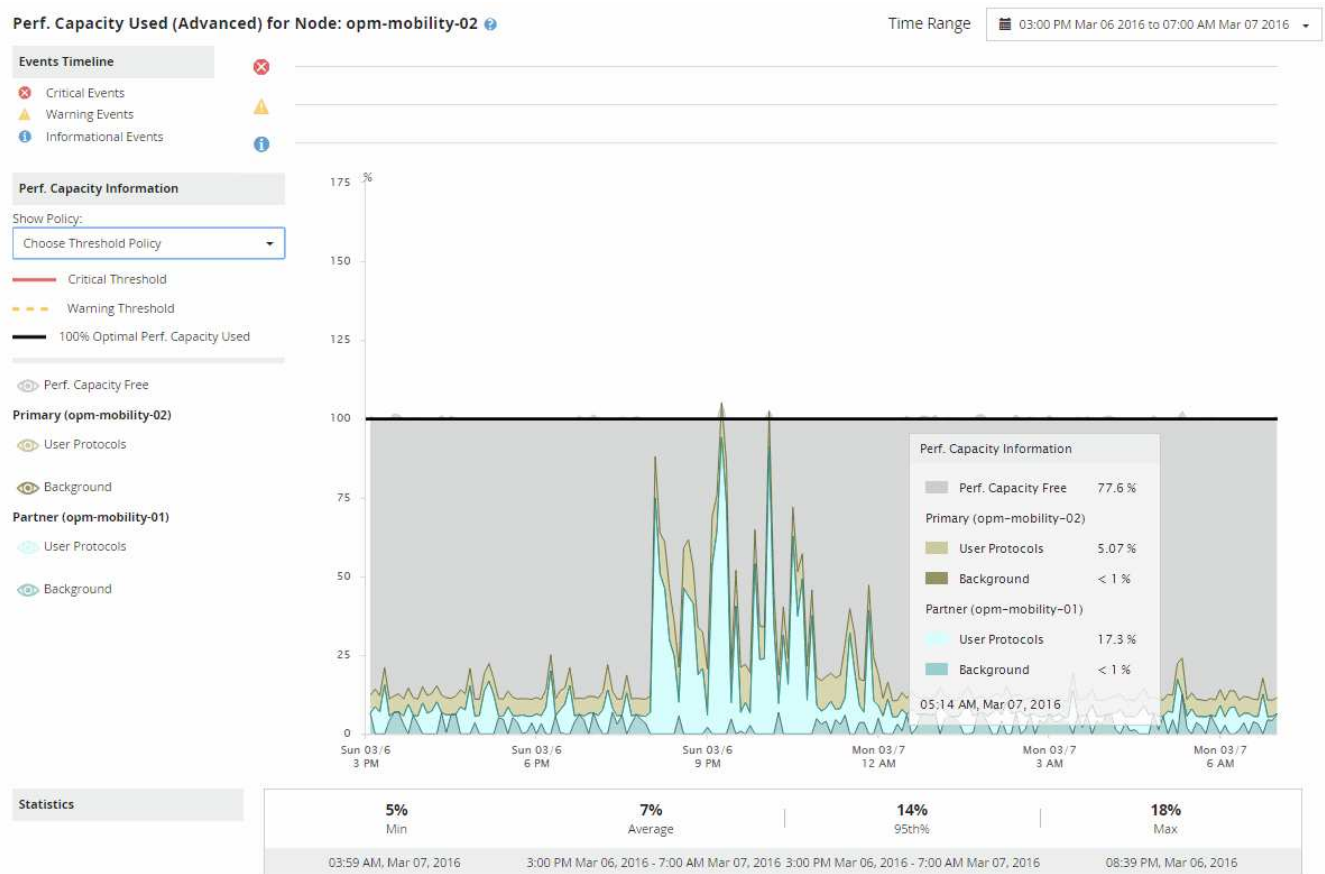 Perf. Capacity Used (Advanced) for Node: opm-mobility-02 ?
Time Range 03:00 PM Mar 06 2016 to 07:00 AM Mar 07 2016
Events Timeline
Critical Events
Warning Events
Informational Events
Perf. Capacity Information
Show Policy:
Choose Threshold Policy
Critical Threshold
Warning Threshold
100% Optimal Perf. Capacity Used
Perf. Capacity Free
Primary (opm-mobility-02)
User Protocols
Background
Partner (opm-mobility-01)
User Protocols
Background
%
175
150
125
100
75
50
25
0
Sun 03/6 Sun 03/6 Sun 03/6 Mon 03/7 Mon 03/7 Mon 03/7
3 PM 6 PM 9 PM 12 AM 3 AM 6 AM
Perf. Capacity Information
Perf. Capacity Free 77.6 %
Primary (opm-mobility-02)
User Protocols 5.07 %
Background < 1 %
Partner (opm-mobility-01)
User Protocols 17.3 %
Background < 1 %
05:14 AM, Mar 07, 2016
Statistics
5% 7% 14% 18%
Min Average 95th% Max
03:59 AM, Mar 07, 2016 3:00 PM Mar 06, 2016 - 7:00 AM Mar 07, 2016 3:00 PM Mar 06, 2016 - 7:00 AM Mar 07, 2016 08:39 PM, Mar 06, 2016